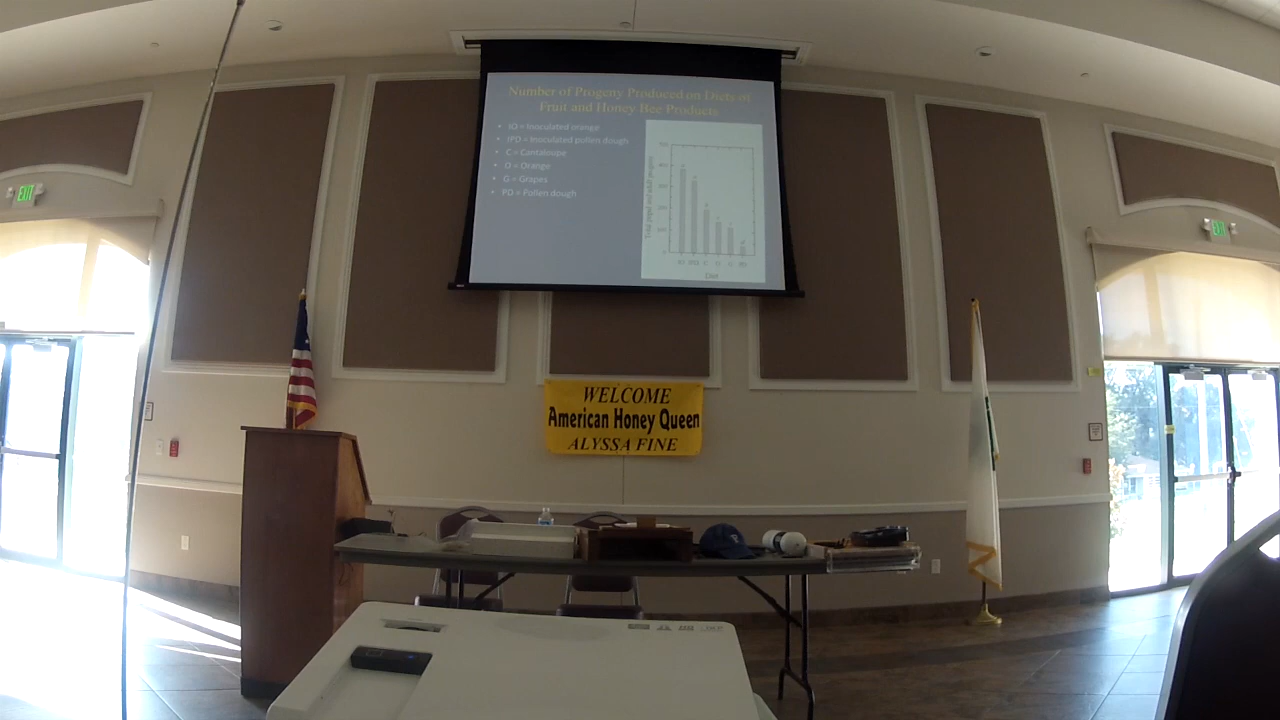 Number of Progeny Produced on Diets of
Fruit and Honey Bee Products
• IO = Inoculated orange
• IPD = Inoculated pollen dough
• C = Cantaloupe
• O = Orange
• G = Grapes
• PD = Pollen dough
Diet
EXIT
EXIT
WELCOME
American Honey Queen
ALYSSA FINE